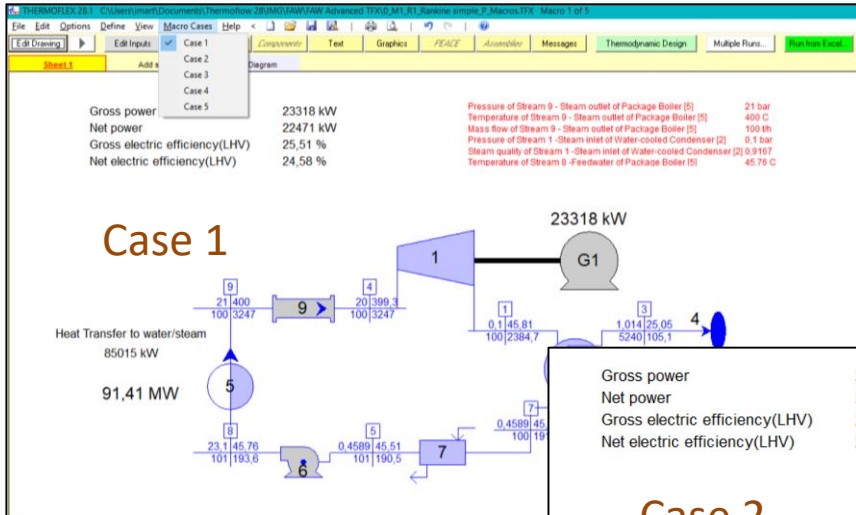 THERMOFLEX 28.1 C:\Users\imart\Documents\Thermoflex 28\IMG\FAW\FAW Advanced TFX\0_M1_R1_Rankine simple_P_Macros.TFX Macro 1 of 5
File Edit Options Define View Macro Cases Help
Edit Drawing Edit Inputs Components Text Graphics PEACE Assemblies Messages Thermodynamic Design Multiple Runs... Run from Excel...
Sheet 1 Add Diagram
Case 1
Case 2
Case 3
Case 4
Case 5
Gross power 23318 kW
Net power 22471 kW
Gross electric efficiency(LHV) 25,51 %
Net electric efficiency(LHV) 24,58 %
Pressure of Stream 9 - Steam outlet of Package Boiler [5] 21 bar
Temperature of Stream 9 - Steam outlet of Package Boiler [5] 400 C
Mass flow of Stream 9 - Steam outlet of Package Boiler [5] 100 t/h
Pressure of Stream 1 -Steam inlet of Water-cooled Condenser [2] 0,1 bar
Steam quality of Stream 1 -Steam inlet of Water-cooled Condenser [2] 0,9167
Temperature of Stream 8 -Feedwater of Package Boiler [5] 45,76 C
Case 1
23318 kW
1
G1
9
21 400
100 3247
9
4
20 399,3
100 3247
1
0,1 45,81
100 2384,7
3
1,014 25,05
5240 105,1
4
Heat Transfer to water/steam
85015 kW
91,41 MW
5
8
23,1 45,76
101 193,6
6
5
0,4589 45,51
101 190,5
7
7
0,4589 45,
100 191
Gross power
Net power
Gross electric efficiency(LHV)
Net electric efficiency(LHV)
Case 2